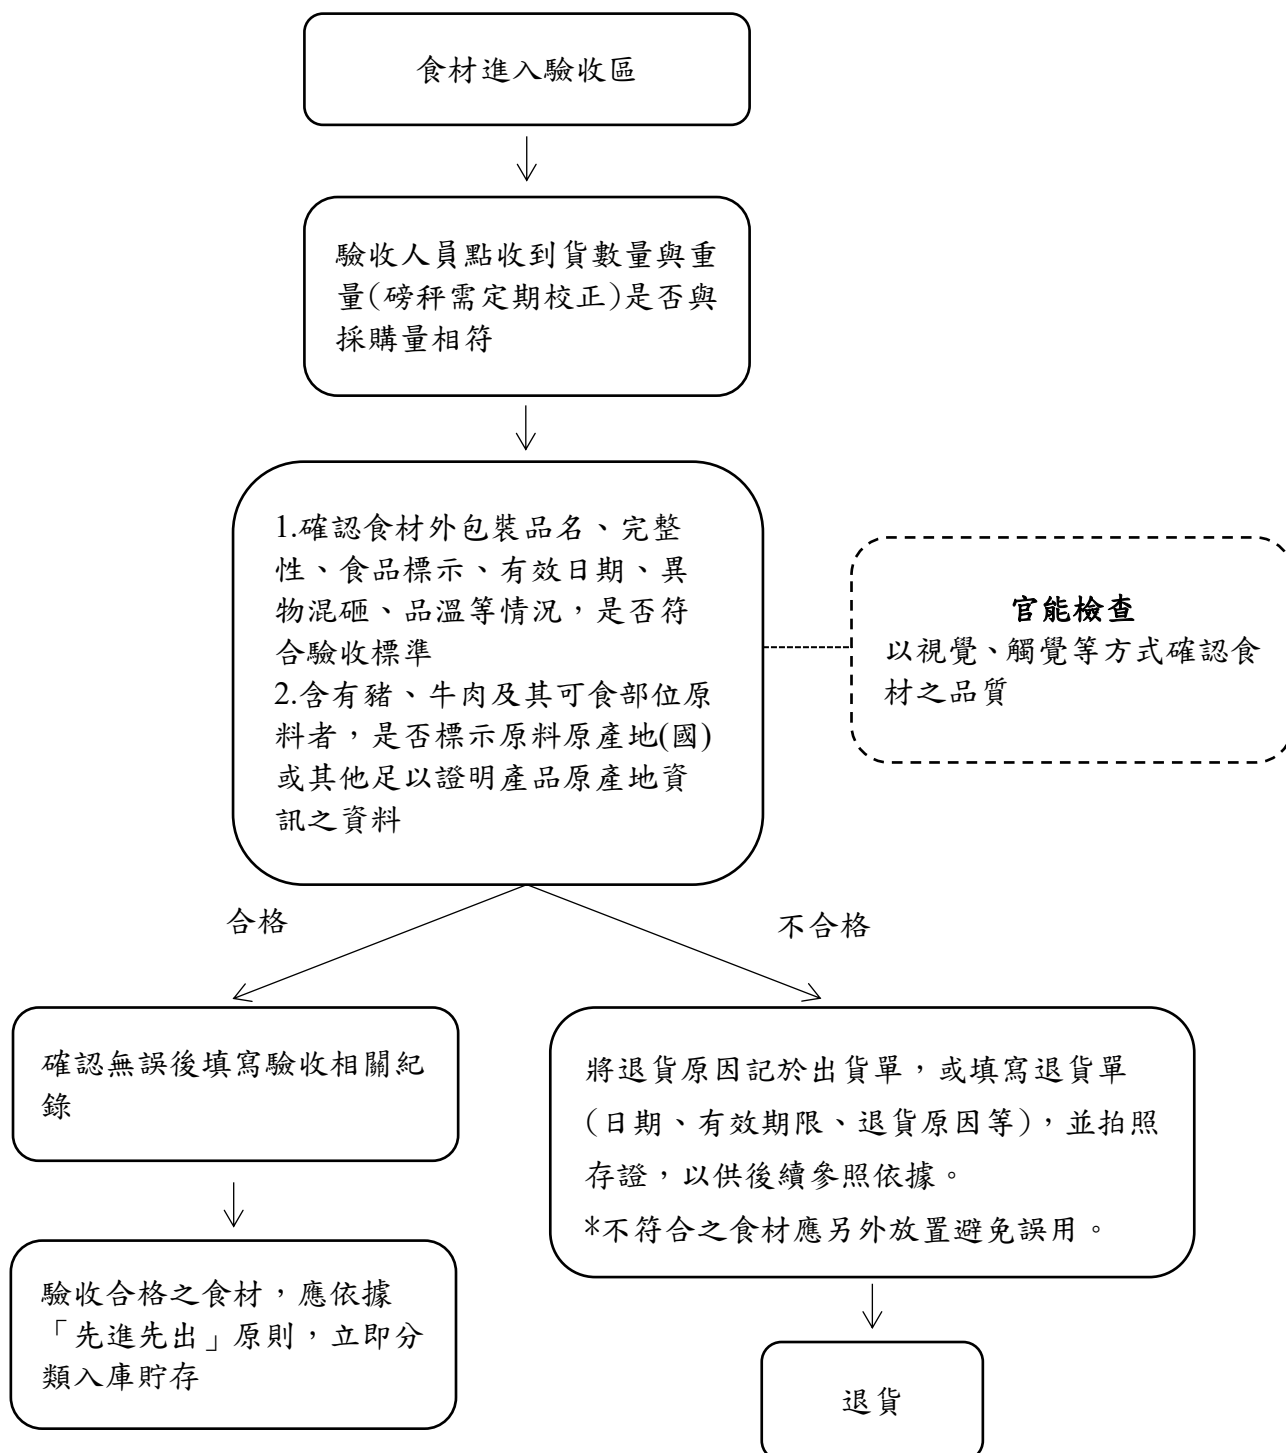 食材進入驗收區
驗收人員點收到貨數量與重
量(磅秤需定期校正)是否與
採購量相符
1.確認食材外包裝品名、完整
性、食品標示、有效日期、異
物混砸、品溫等情況，是否符
合驗收標準
2.含有豬、牛肉及其可食部位原
料者，是否標示原料原產地(國)
或其他足以證明產品原產地資
訊之資料
官能檢查
以視覺、觸覺等方式確認食
材之品質
合格
不合格
確認無誤後填寫驗收相關紀
錄
將退貨原因記於出貨單，或填寫退貨單
(日期、有效期限、退貨原因等)，並拍照
存證，以供後續參照依據。
*不符合之食材應另外放置避免誤用。
驗收合格之食材，應依據
「先進先出」原則，立即分
類入庫貯存
退貨